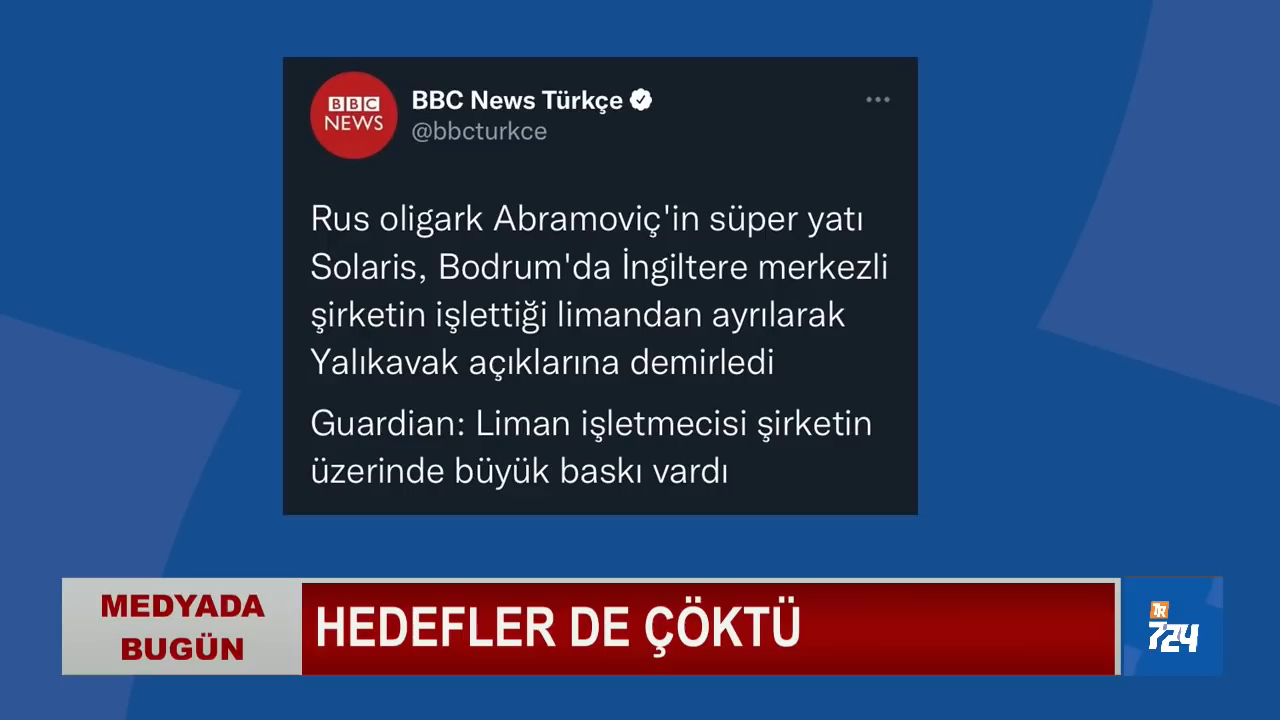 BBC
NEWS
BBC News Türkçe
@bbcturkce
Rus oligark Abramoviç'in süper yatı
Solaris, Bodrum'da İngiltere merkezli
şirketin işlettiği limandan ayrılarak
Yalıkavak açıklarına demirledi
Guardian: Liman işletmecisi şirketin
üzerinde büyük baskı vardı
MEDYADA
BUGÜN
HEDEFLER DE ÇÖKTÜ
TR
724